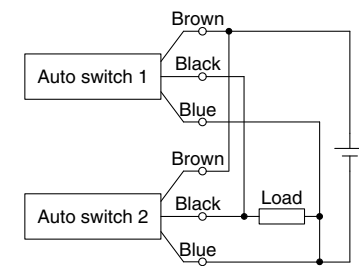 Brown
Auto switch 1
Black
Blue
Brown
Auto switch 2
Black
Load
Blue